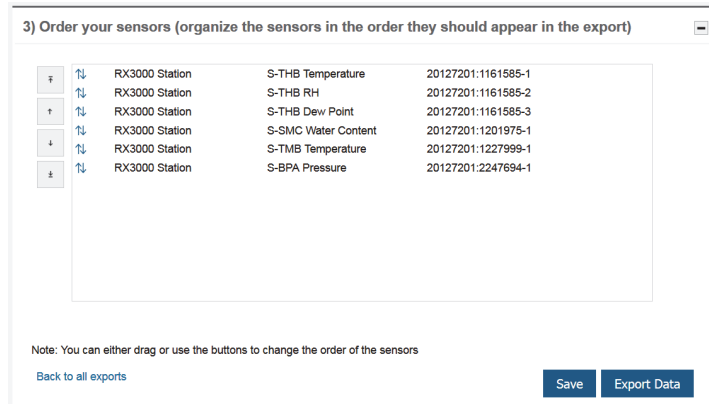 3) Order your sensors (organize the sensors in the order they should appear in the export)
RX3000 Station S-THB Temperature 20127201:1161585-1
RX3000 Station S-THB RH 20127201:1161585-2
RX3000 Station S-THB Dew Point 20127201:1161585-3
RX3000 Station S-SMC Water Content 20127201:1201975-1
RX3000 Station S-TMB Temperature 20127201:1227999-1
RX3000 Station S-BPA Pressure 20127201:2247694-1
Note: You can either drag or use the buttons to change the order of the sensors
Back to all exports
Save Export Data